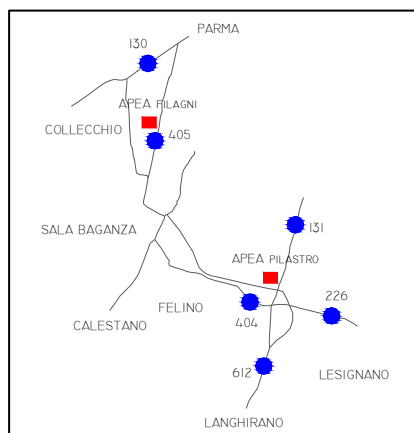 PARMA
130
APEA FILAGNI
COLLECCHIO
405
SALA BAGANZA
131
APEA PILASTRO
226
FELINO
404
CALESTANO
612
LESIGNANO
LANGHIRANO